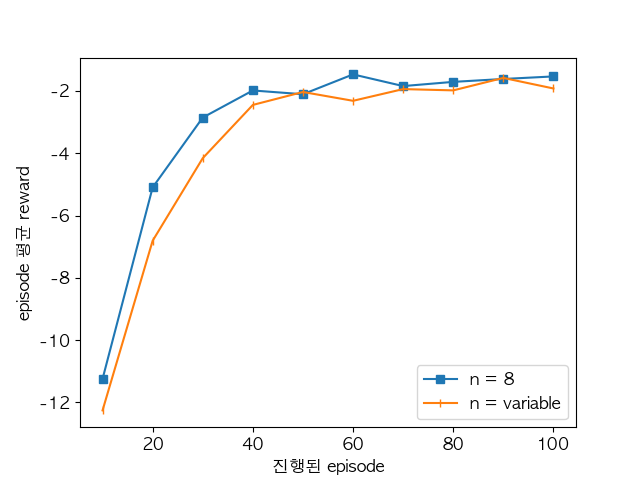 episode 평균 reward
-2
-4
-6
-8
-10
-12
n = 8
n = variable
20
40
60
80
100
진행된 episode